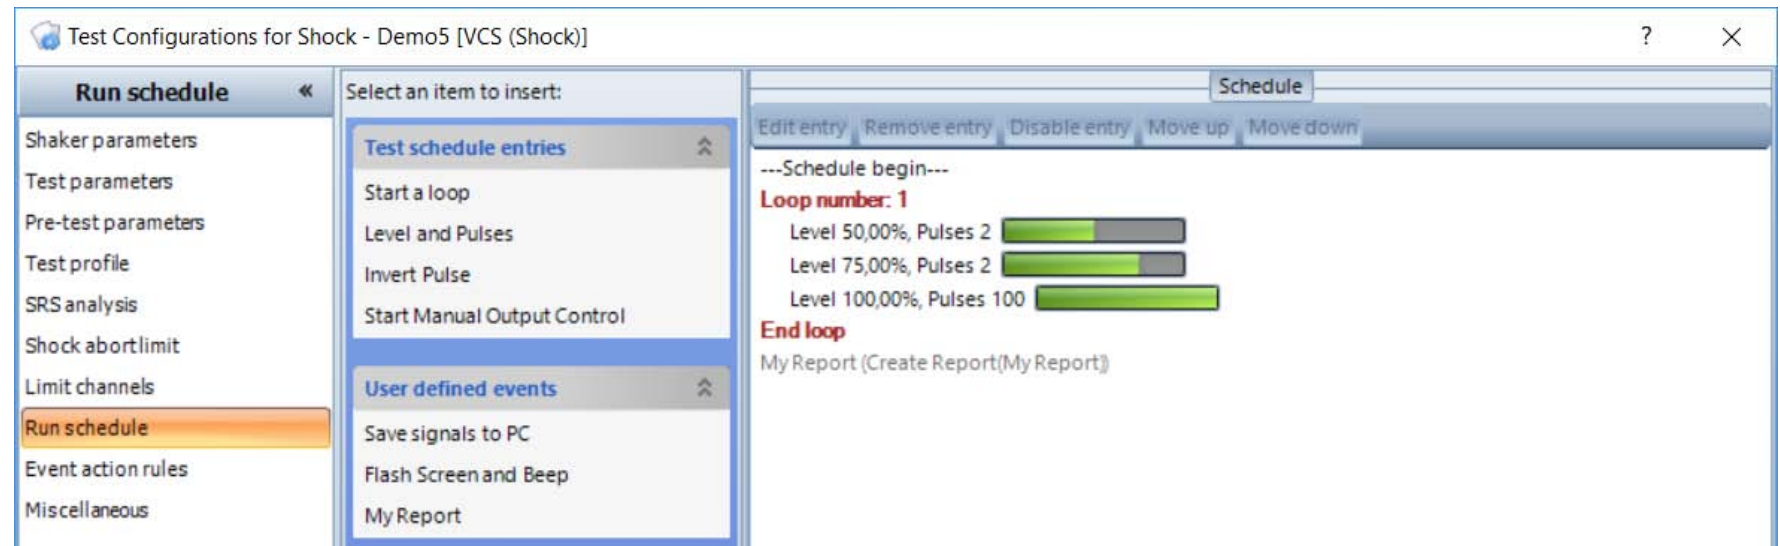 Test Configurations for Shock - Demo5 [VCS (Shock)]
?
Run schedule «
Shaker parameters
Test parameters
Pre-test parameters
Test profile
SRS analysis
Shock abort limit
Limit channels
Run schedule
Event action rules
Miscellaneous
Select an item to insert:
Test schedule entries
Start a loop
Level and Pulses
Invert Pulse
Start Manual Output Control
User defined events
Save signals to PC
Flash Screen and Beep
My Report
Schedule
Edit entry Remove entry Disable entry Move up Move down
---Schedule begin---
Loop number: 1
Level 50,00%, Pulses 2
Level 75,00%, Pulses 2
Level 100,00%, Pulses 100
End loop
My Report (Create Report(My Report))